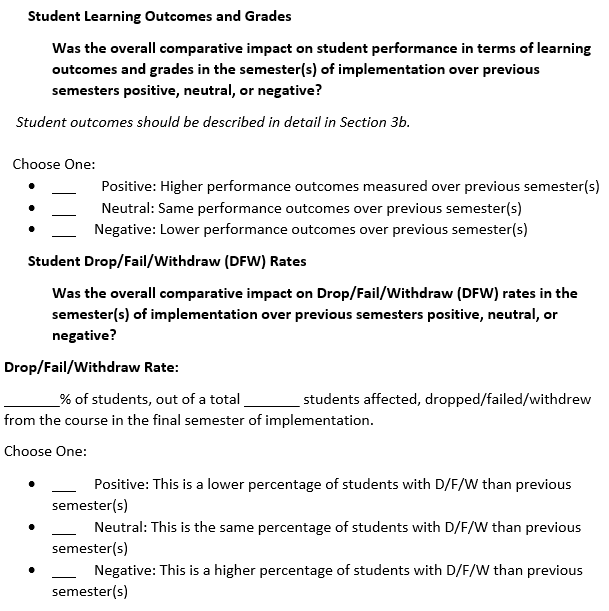 Student Learning Outcomes and Grades
Was the overall comparative impact on student performance in terms of learning
outcomes and grades in the semester(s) of implementation over previous
semesters positive, neutral, or negative?
Student outcomes should be described in detail in Section 3b.
Choose One:
• ___ Positive: Higher performance outcomes measured over previous semester(s)
• ___ Neutral: Same performance outcomes over previous semester(s)
• ___ Negative: Lower performance outcomes over previous semester(s)
Student Drop/Fail/Withdraw (DFW) Rates
Was the overall comparative impact on Drop/Fail/Withdraw (DFW) rates in the
semester(s) of implementation over previous semesters positive, neutral, or
negative?
Drop/Fail/Withdraw Rate:
_______% of students, out of a total _______ students affected, dropped/failed/withdrew
from the course in the final semester of implementation.
Choose One:
• ___ Positive: This is a lower percentage of students with D/F/W than previous
semester(s)
• ___ Neutral: This is the same percentage of students with D/F/W than previous
semester(s)
• ___ Negative: This is a higher percentage of students with D/F/W than previous
semester(s)